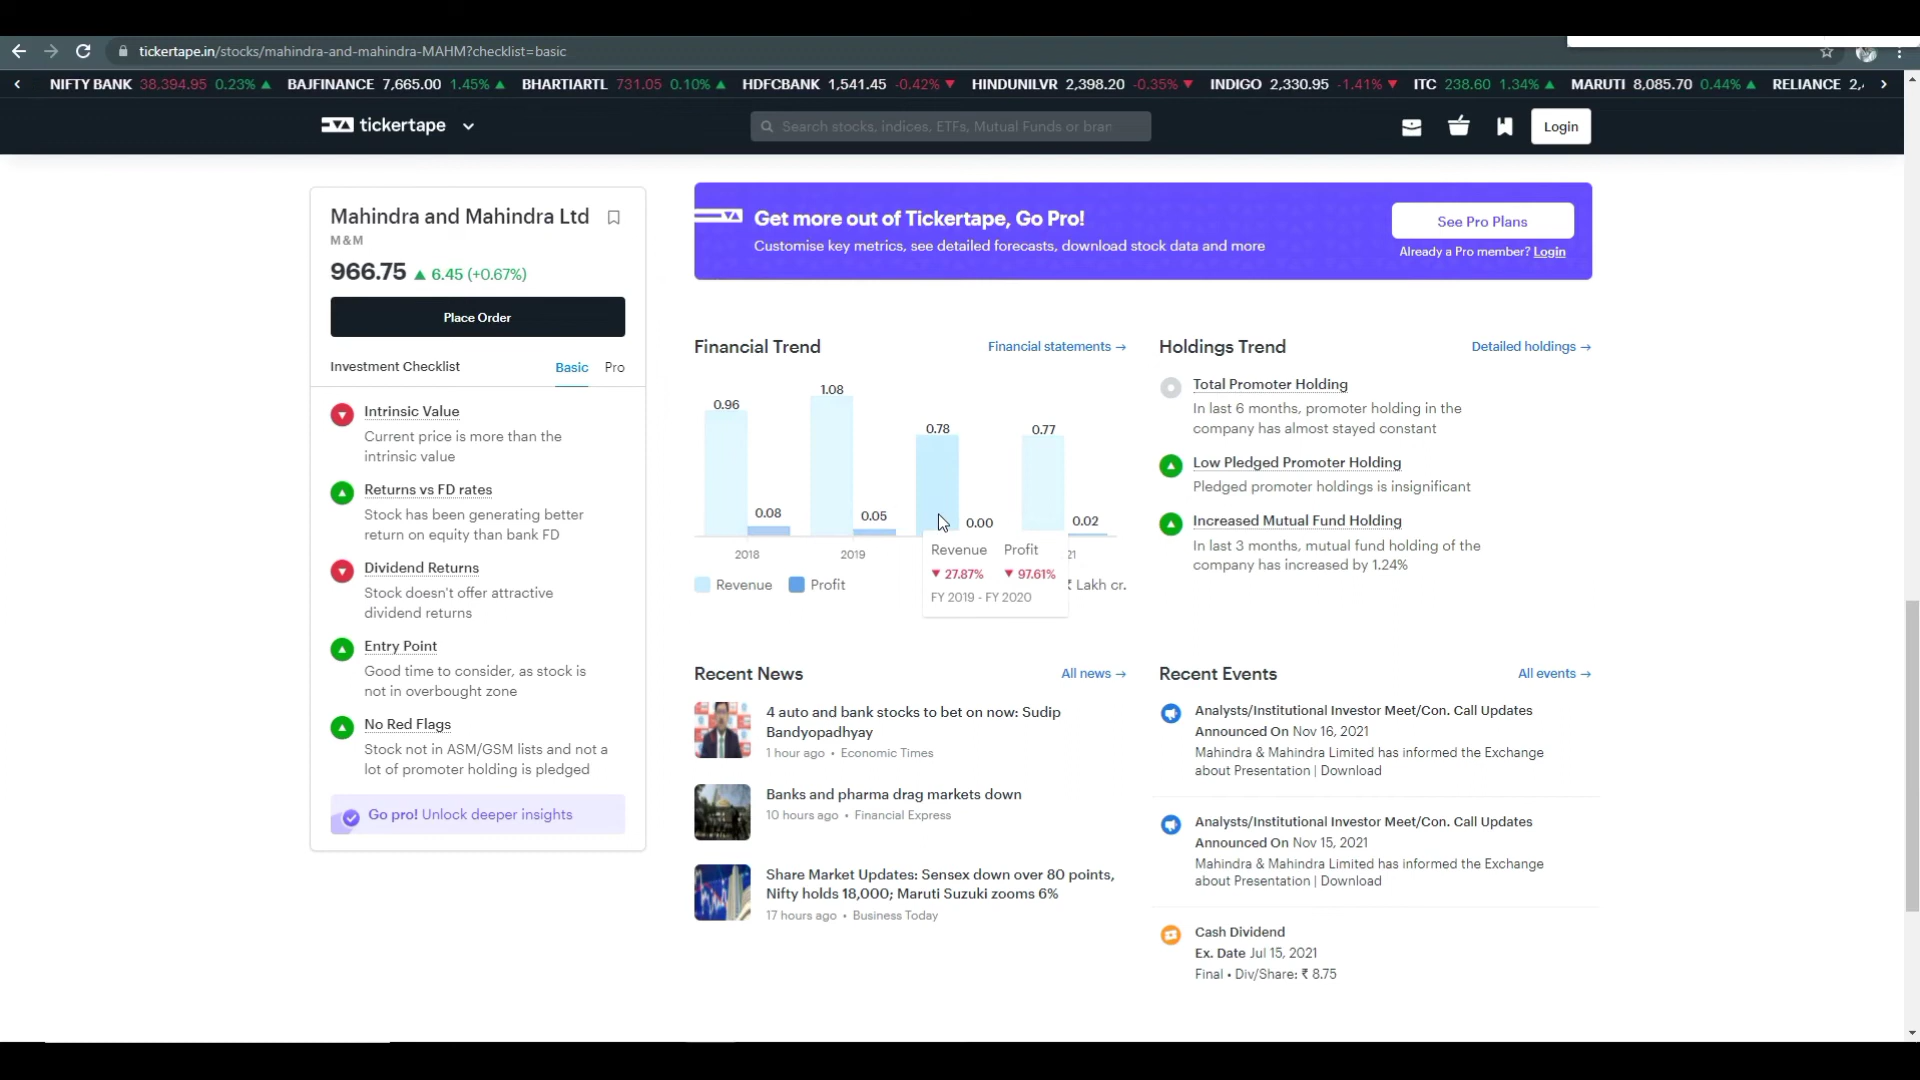 tickertape.in/stocks/mahindra-and-mahindra-MAHM?checklist=basic
NIFTY BANK 38,394.95 0.23% BAJFINANCE 7,665.00 1.45% BHARTIARTL 731.05 0.10% HDFCBANK 1,541.45 -0.42% HINDUNILVR 2,398.20 -0.35% INDIGO 2,330.95 -1.41% ITC 238.60 1.34% MARUTI 8,085.70 0.44% RELIANCE 2,
tickertape
Search stocks, indices, ETFs, Mutual Funds or bran
Login
Mahindra and Mahindra Ltd
M&M
966.75 6.45 (+0.67%)
Place Order
Investment Checklist Basic Pro
Intrinsic Value
Current price is more than the
intrinsic value
Returns vs FD rates
Stock has been generating better
return on equity than bank FD
Dividend Returns
Stock doesn't offer attractive
dividend returns
Entry Point
Good time to consider, as stock is
not in overbought zone
No Red Flags
Stock not in ASM/GSM lists and not a
lot of promoter holding is pledged
Go pro! Unlock deeper insights
Get more out of Tickertape, Go Pro!
Customise key metrics, see detailed forecasts, download stock data and more
See Pro Plans
Already a Pro member? Login
Financial Trend
Financial statements →
0.96 1.08 0.78 0.77
0.08 0.05 0.00 0.02
2018 2019 21
Revenue Profit
27.87% 97.61%
FY 2019 - FY 2020
Revenue Profit
₹ Lakh cr.
Holdings Trend
Detailed holdings →
Total Promoter Holding
In last 6 months, promoter holding in the
company has almost stayed constant
Low Pledged Promoter Holding
Pledged promoter holdings is insignificant
Increased Mutual Fund Holding
In last 3 months, mutual fund holding of the
company has increased by 1.24%
Recent News
All news →
4 auto and bank stocks to bet on now: Sudip
Bandyopadhyay
1 hour ago • Economic Times
Banks and pharma drag markets down
10 hours ago • Financial Express
Share Market Updates: Sensex down over 80 points,
Nifty holds 18,000; Maruti Suzuki zooms 6%
17 hours ago • Business Today
Recent Events
All events →
Analysts/Institutional Investor Meet/Con. Call Updates
Announced On Nov 16, 2021
Mahindra & Mahindra Limited has informed the Exchange
about Presentation | Download
Analysts/Institutional Investor Meet/Con. Call Updates
Announced On Nov 15, 2021
Mahindra & Mahindra Limited has informed the Exchange
about Presentation | Download
Cash Dividend
Ex. Date Jul 15, 2021
Final • Div/Share: ₹ 8.75